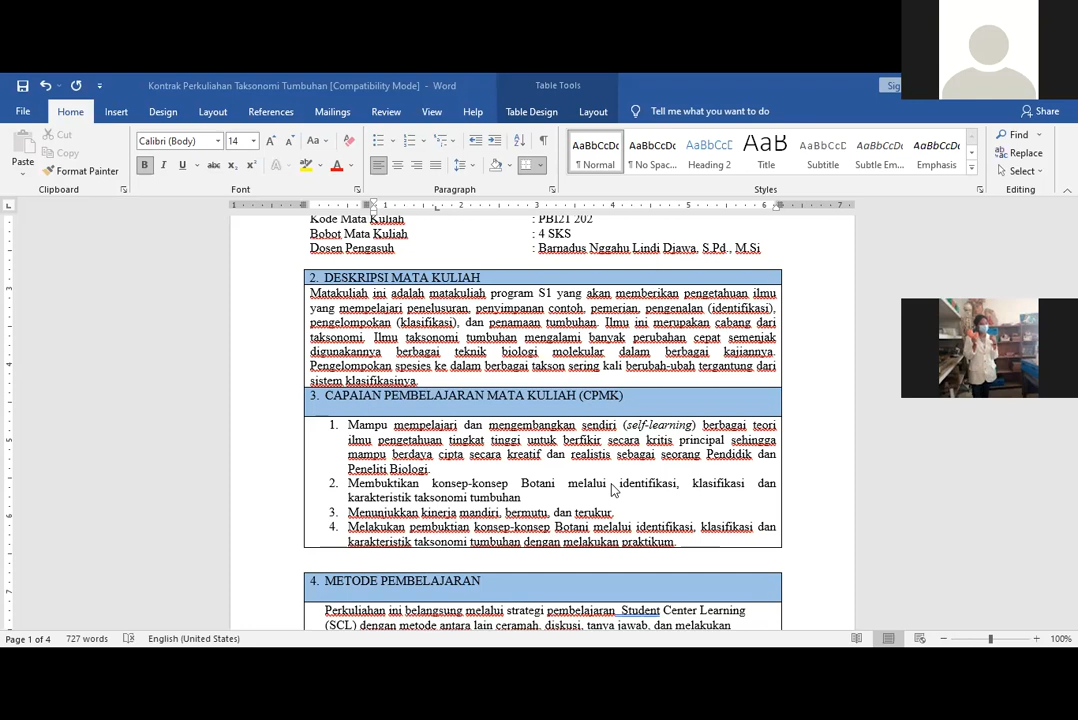 Kontrak Perkuliahan Taksonomi Tumbuhan [Compatibility Mode] - Word
Table Tools
File Home Insert Design Layout References Mailings Review View Help Table Design Layout Tell me what you want to do Share
Cut
Copy
Format Painter
Paste
Calibri (Body) 14
AaBbCcDc AaBbCcDc AaBbCcD AaB AaBbCcD AaBbCcD AaBbCcDc
¶ Normal ¶ No Spac... Heading 2 Title Subtitle Subtle Em... Emphasis
Find
Replace
Select
Clipboard Font Paragraph Styles Editing
Kode Mata Kuliah : PBI21 202
Bobot Mata Kuliah : 4 SKS
Dosen Pengasuh : Barnadus Nggahu Lindi Djawa, S.Pd., M.Si
2. DESKRIPSI MATA KULIAH
Matakuliah ini adalah matakuliah program S1 yang akan memberikan pengetahuan ilmu
yang mempelajari penelusuran, penyimpanan contoh, pemerian, pengenalan (identifikasi),
pengelompokan (klasifikasi), dan penamaan tumbuhan. Ilmu ini merupakan cabang dari
taksonomi. Ilmu taksonomi tumbuhan mengalami banyak perubahan cepat semenjak
digunakannya berbagai teknik biologi molekular dalam berbagai kajiannya.
Pengelompokan spesies ke dalam berbagai takson sering kali berubah-ubah tergantung dari
sistem klasifikasinya.
3. CAPAIAN PEMBELAJARAN MATA KULIAH (CPMK)
1. Mampu mempelajari dan mengembangkan sendiri (self-learning) berbagai teori
ilmu pengetahuan tingkat tinggi untuk berfikir secara kritis principal sehingga
mampu berdaya cipta secara kreatif dan realistis sebagai seorang Pendidik dan
Peneliti Biologi.
2. Membuktikan konsep-konsep Botani melalui identifikasi, klasifikasi dan
karakteristik taksonomi tumbuhan
3. Menunjukkan kinerja mandiri, bermutu, dan terukur.
4. Melakukan pembuktian konsep-konsep Botani melalui identifikasi, klasifikasi dan
karakteristik taksonomi tumbuhan dengan melakukan praktikum.
4. METODE PEMBELAJARAN
Perkuliahan ini belangsung melalui strategi pembelajaran Student Center Learning
(SCL) dengan metode antara lain ceramah, diskusi, tanya jawab, dan melakukan
Page 1 of 4 727 words English (United States) 100%